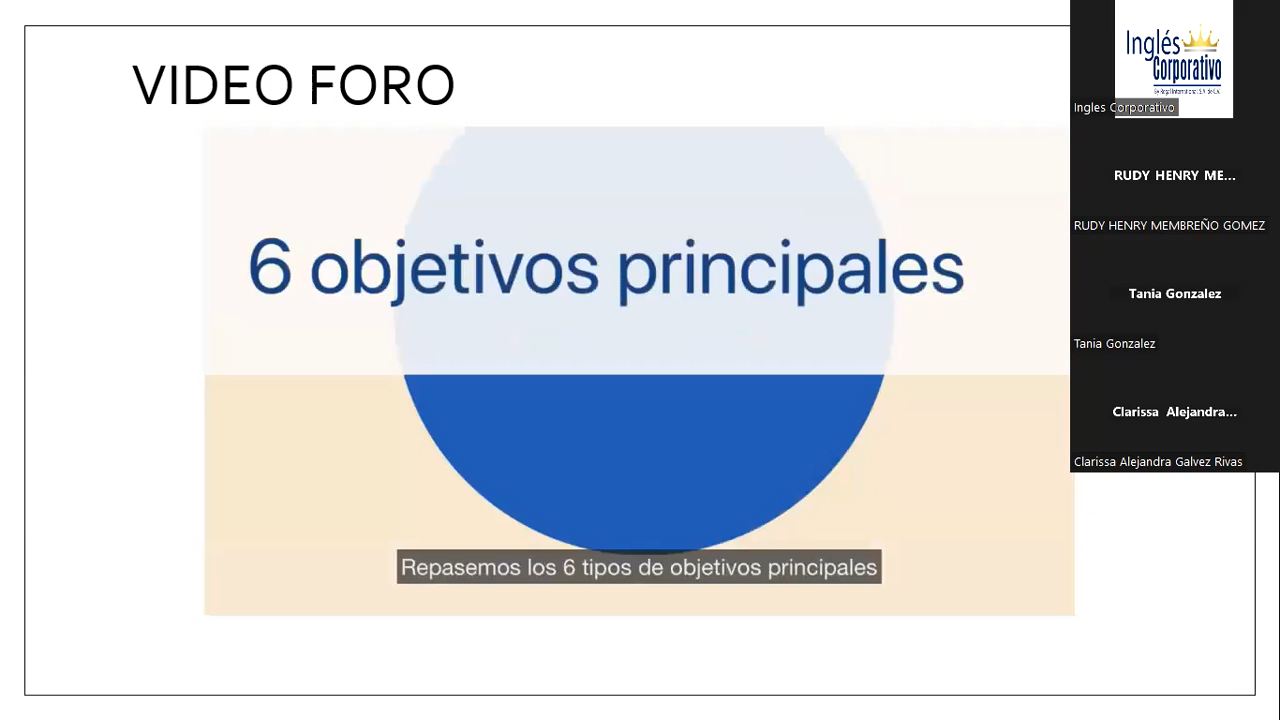 VIDEO FORO
6 objetivos principales
Repasemos los 6 tipos de objetivos principales
Inglés
Corporativo
Ingles Corporativo
RUDY HENRY ME...
RUDY HENRY MEMBREÑO GOMEZ
Tania Gonzalez
Tania Gonzalez
Clarissa Alejandra...
Clarissa Alejandra Galvez Rivas